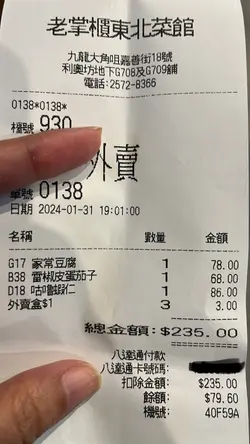 老掌櫃東北菜館
九龍大角咀嘉善街18號
利奧坊地下G708及G709鋪
電話:2572-8366
0138*0138*
檯號 930
外賣
單號 0138
日期 2024-01-31 19:01:00
名稱 數量 金額
G17 家常豆腐 1 78.00
B38 雷椒皮蛋茄子 1 68.00
D18 咕嚕蝦仁 1 86.00
外賣盒$1 3 3.00
總金額:$235.00
八達通付款
八達通卡號碼:
扣除金額: $235.00
餘額: $79.60
機號: 40F59A